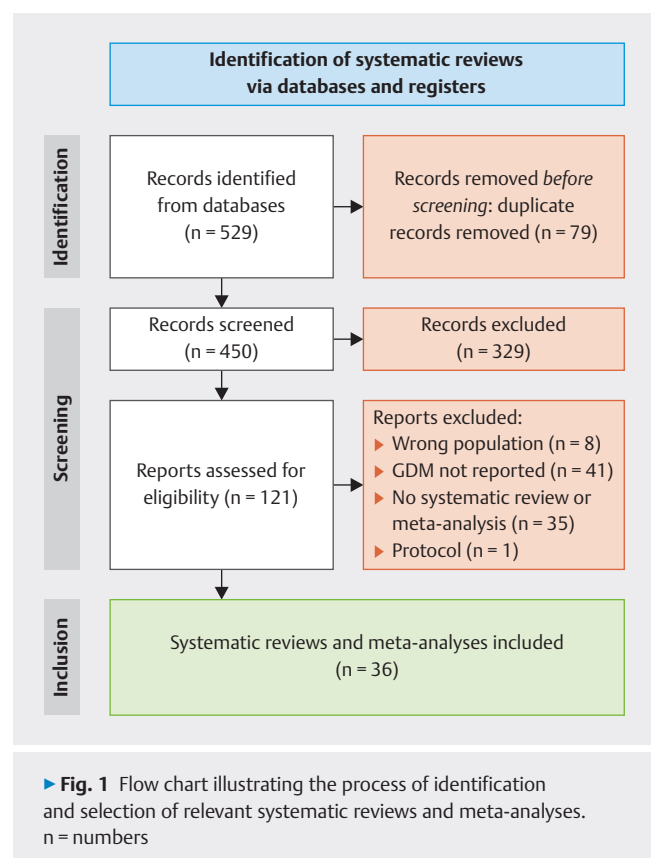 Identification of systematic reviews
via databases and registers
Identification
Records identified
from databases
(n = 529)
Records removed before
screening: duplicate
records removed (n = 79)
Screening
Records screened
(n = 450)
Records excluded
(n = 329)
Reports assessed for
eligibility (n = 121)
Reports excluded:
▶ Wrong population (n = 8)
▶ GDM not reported (n = 41)
▶ No systematic review or
meta-analysis (n = 35)
▶ Protocol (n = 1)
Inclusion
Systematic reviews and meta-analyses included
(n = 36)
▶ Fig. 1 Flow chart illustrating the process of identification
and selection of relevant systematic reviews and meta-analyses.
n = numbers